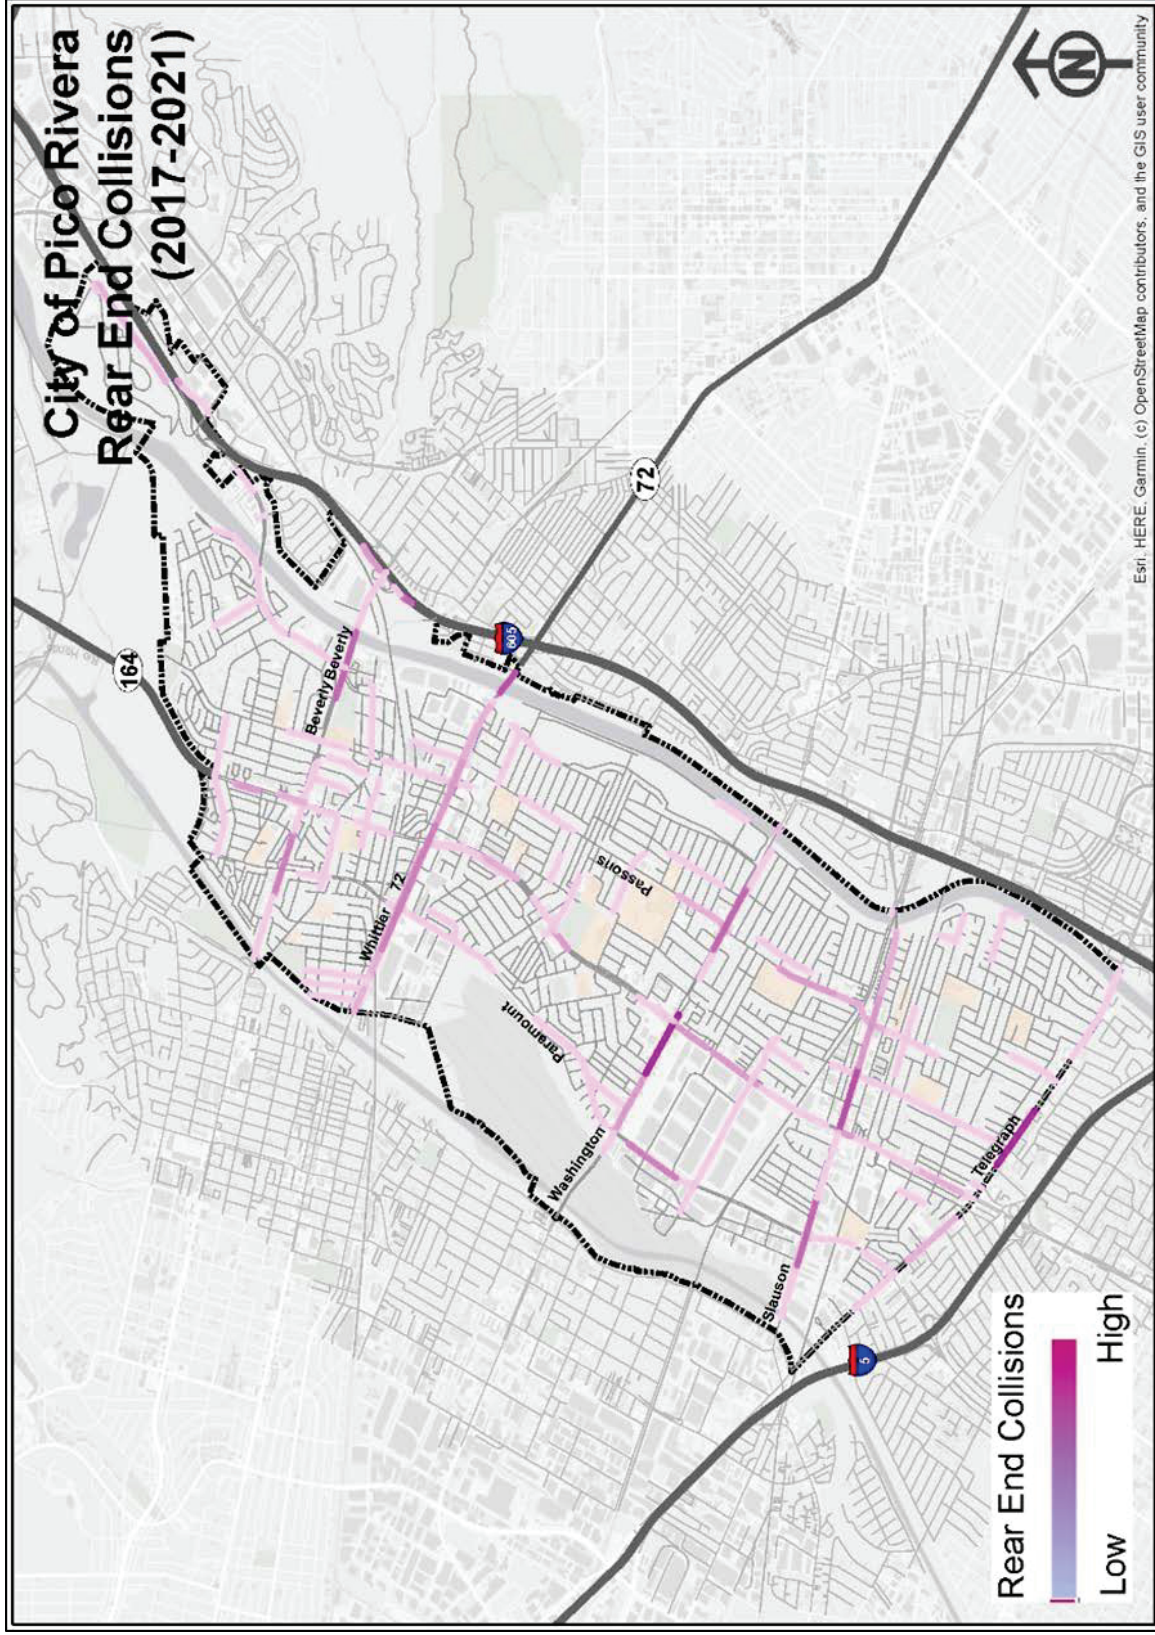 City of Pico Rivera
Rear End Collisions
(2017-2021)
N
164
Beverly
Beverly
605
72
Whittier
72
Passons
Paramount
Washington
Slauson
Telegraph
5
Rear End Collisions
Low
High
Esri, HERE, Garmin, (c) OpenStreetMap contributors, and the GIS user community